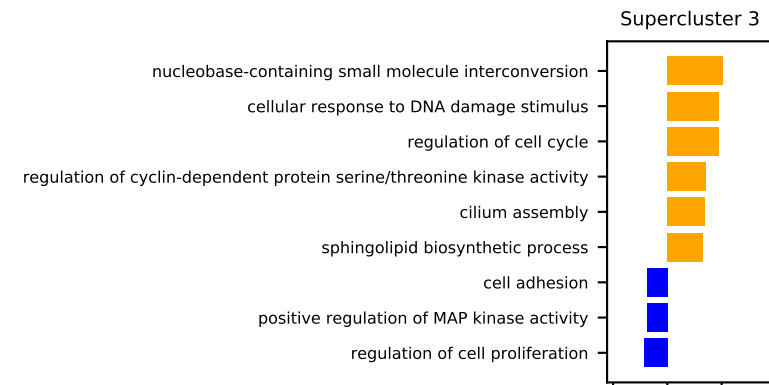 Supercluster 3
nucleobase-containing small molecule interconversion
cellular response to DNA damage stimulus
regulation of cell cycle
regulation of cyclin-dependent protein serine/threonine kinase activity
cilium assembly
sphingolipid biosynthetic process
cell adhesion
positive regulation of MAP kinase activity
regulation of cell proliferation